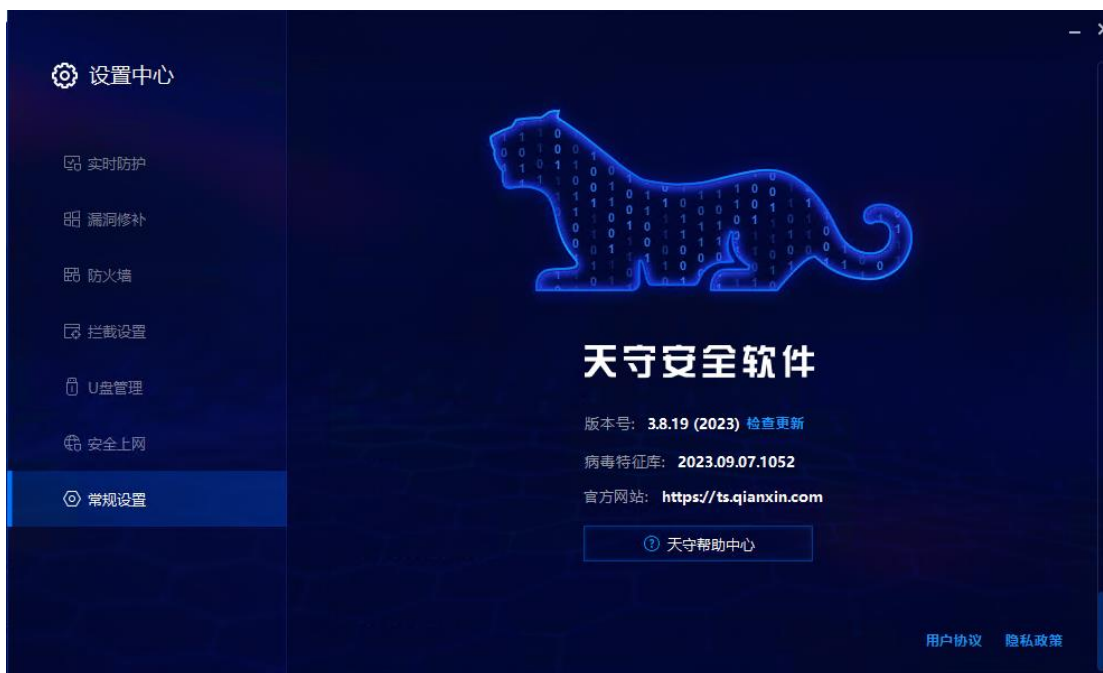 设置中心
实时防护
漏洞修补
防火墙
拦截设置
U盘管理
安全上网
常规设置
天守安全软件
版本号: 3.8.19 (2023) 检查更新
病毒特征库: 2023.09.07.1052
官方网站: https://ts.qianxin.com
天守帮助中心
用户协议 隐私政策